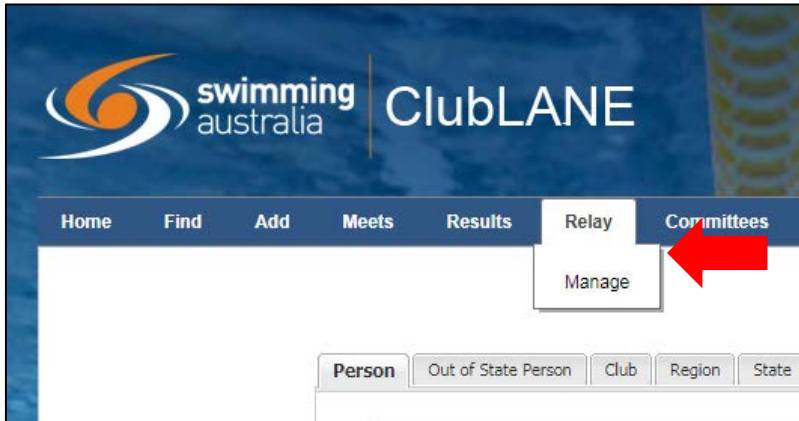 swimming
australia
ClubLANE
Home Find Add Meets Results Relay Committees
Manage
Person Out of State Person Club Region State